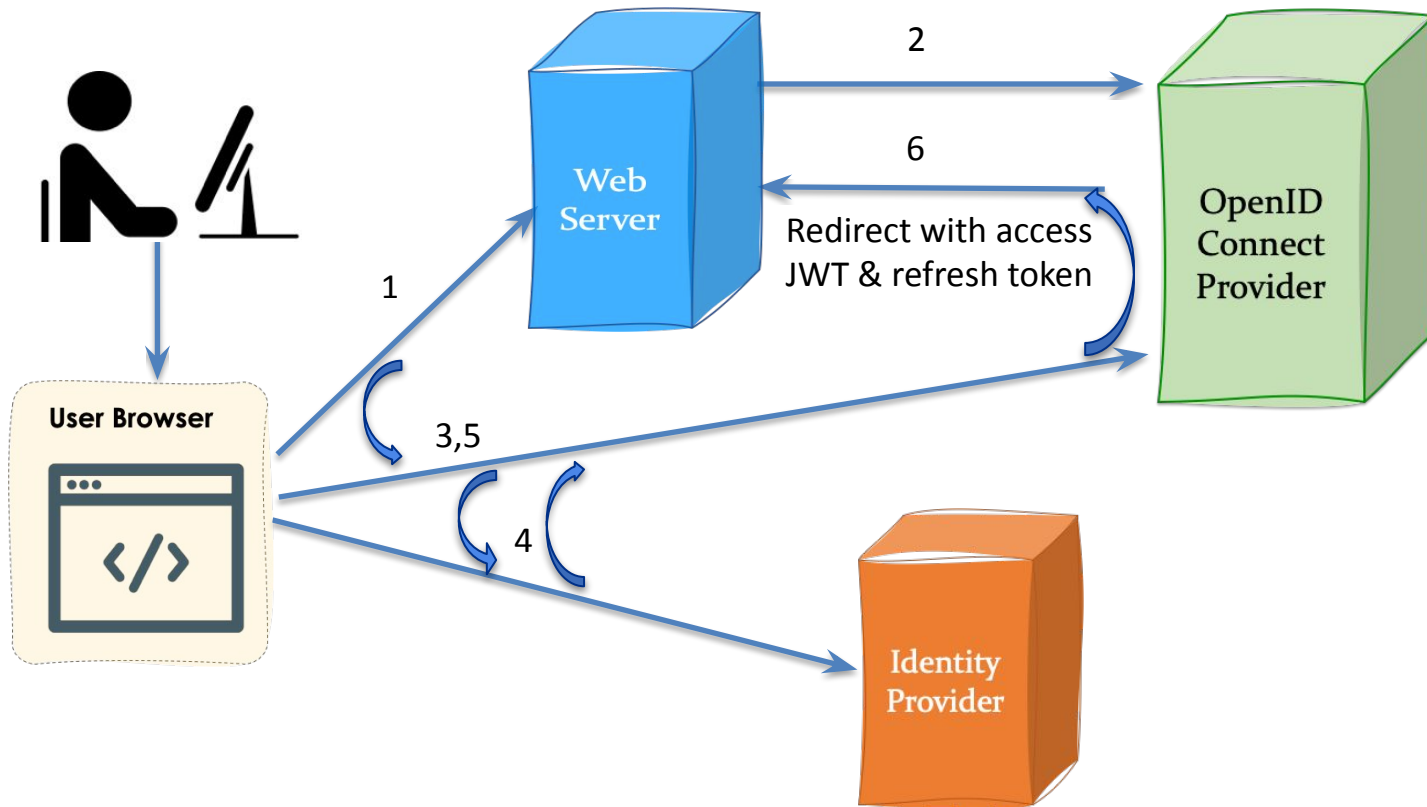 2
Web
Server
6
OpenID
Connect
Provider
Redirect with access
JWT & refresh token
1
User Browser
3,5
</>
4
Identity
Provider